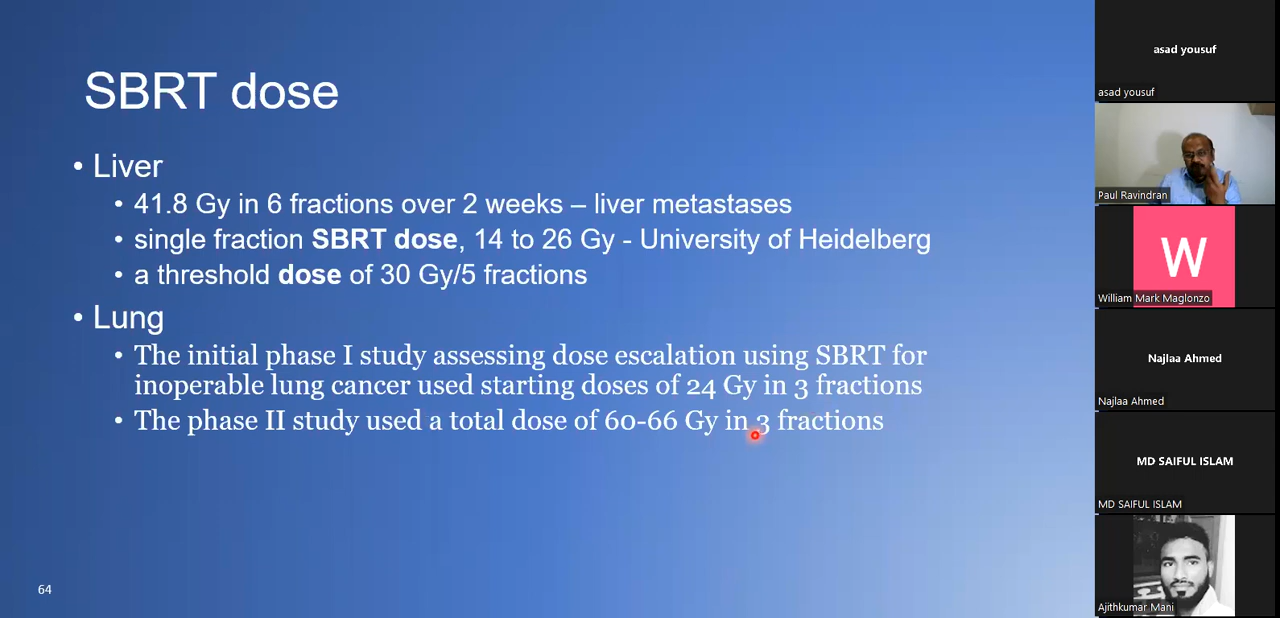 SBRT dose
• Liver
• 41.8 Gy in 6 fractions over 2 weeks – liver metastases
• single fraction SBRT dose, 14 to 26 Gy - University of Heidelberg
• a threshold dose of 30 Gy/5 fractions
• Lung
• The initial phase I study assessing dose escalation using SBRT for
inoperable lung cancer used starting doses of 24 Gy in 3 fractions
• The phase II study used a total dose of 60-66 Gy in 3 fractions
64
asad yousuf
asad yousuf
Paul Ravindran
W
William Mark Maglonzo
Najlaa Ahmed
Najlaa Ahmed
MD SAIFUL ISLAM
MD SAIFUL ISLAM
Ajithkumar Mani